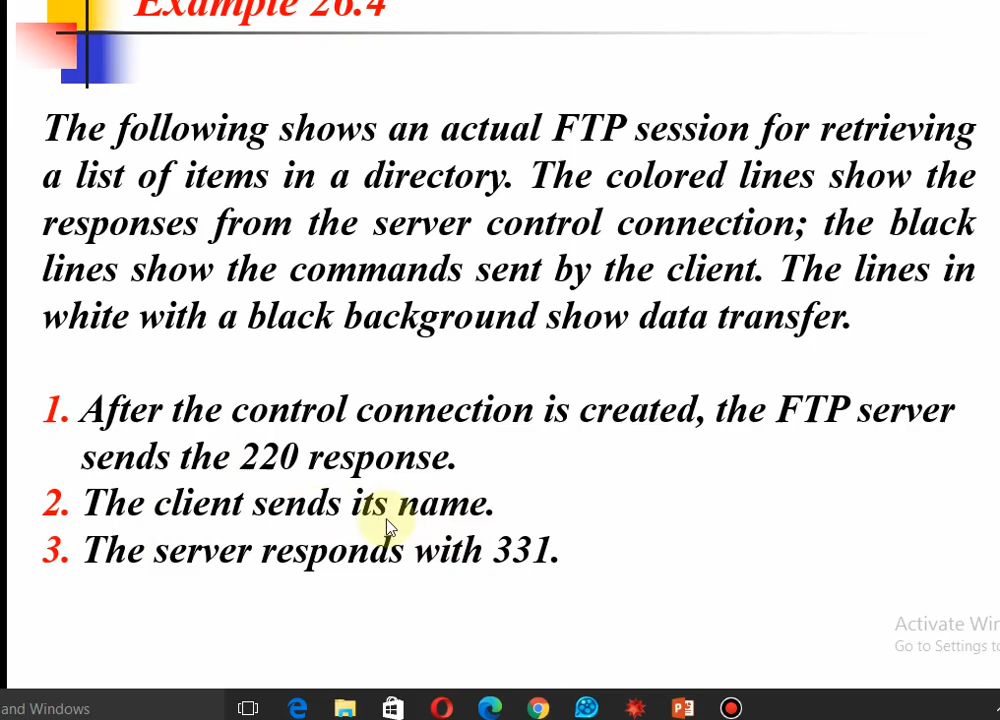 Example 26.4
The following shows an actual FTP session for retrieving
a list of items in a directory. The colored lines show the
responses from the server control connection; the black
lines show the commands sent by the client. The lines in
white with a black background show data transfer.
1. After the control connection is created, the FTP server
sends the 220 response.
2. The client sends its name.
3. The server responds with 331.
Activate Win
Go to Settings to
and Windows